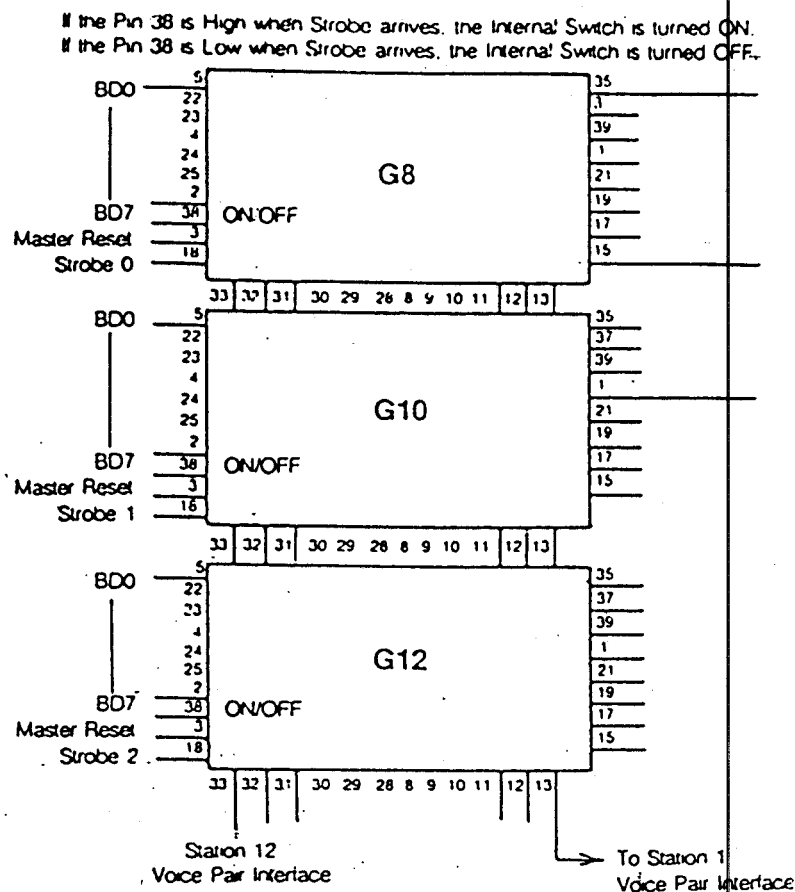 If the Pin 38 is High when Strobe arrives, the Internal Switch is turned ON.
If the Pin 38 is Low when Strobe arrives, the Internal Switch is turned OFF.
BD0
5
22
23
4
24
25
2
BD7
38
ON/OFF
Master Reset
3
Strobe 0
18
G8
35
39
1
21
19
17
15
33 32 31 30 29 28 8 9 10 11 12 13
BD0
5
22
23
4
24
25
2
BD7
38
ON/OFF
Master Reset
3
Strobe 1
G10
35
37
39
1
21
19
17
15
33 32 31 30 29 28 8 9 10 11 12 13
BD0
5
22
23
4
24
25
2
BD7
38
ON/OFF
Master Reset
3
Strobe 2
18
G12
35
37
39
1
21
19
17
15
33 32 31 30 29 28 8 9 10 11 12 13
Station 12
Voice Pair Interface
To Station 1
Voice Pair Interface